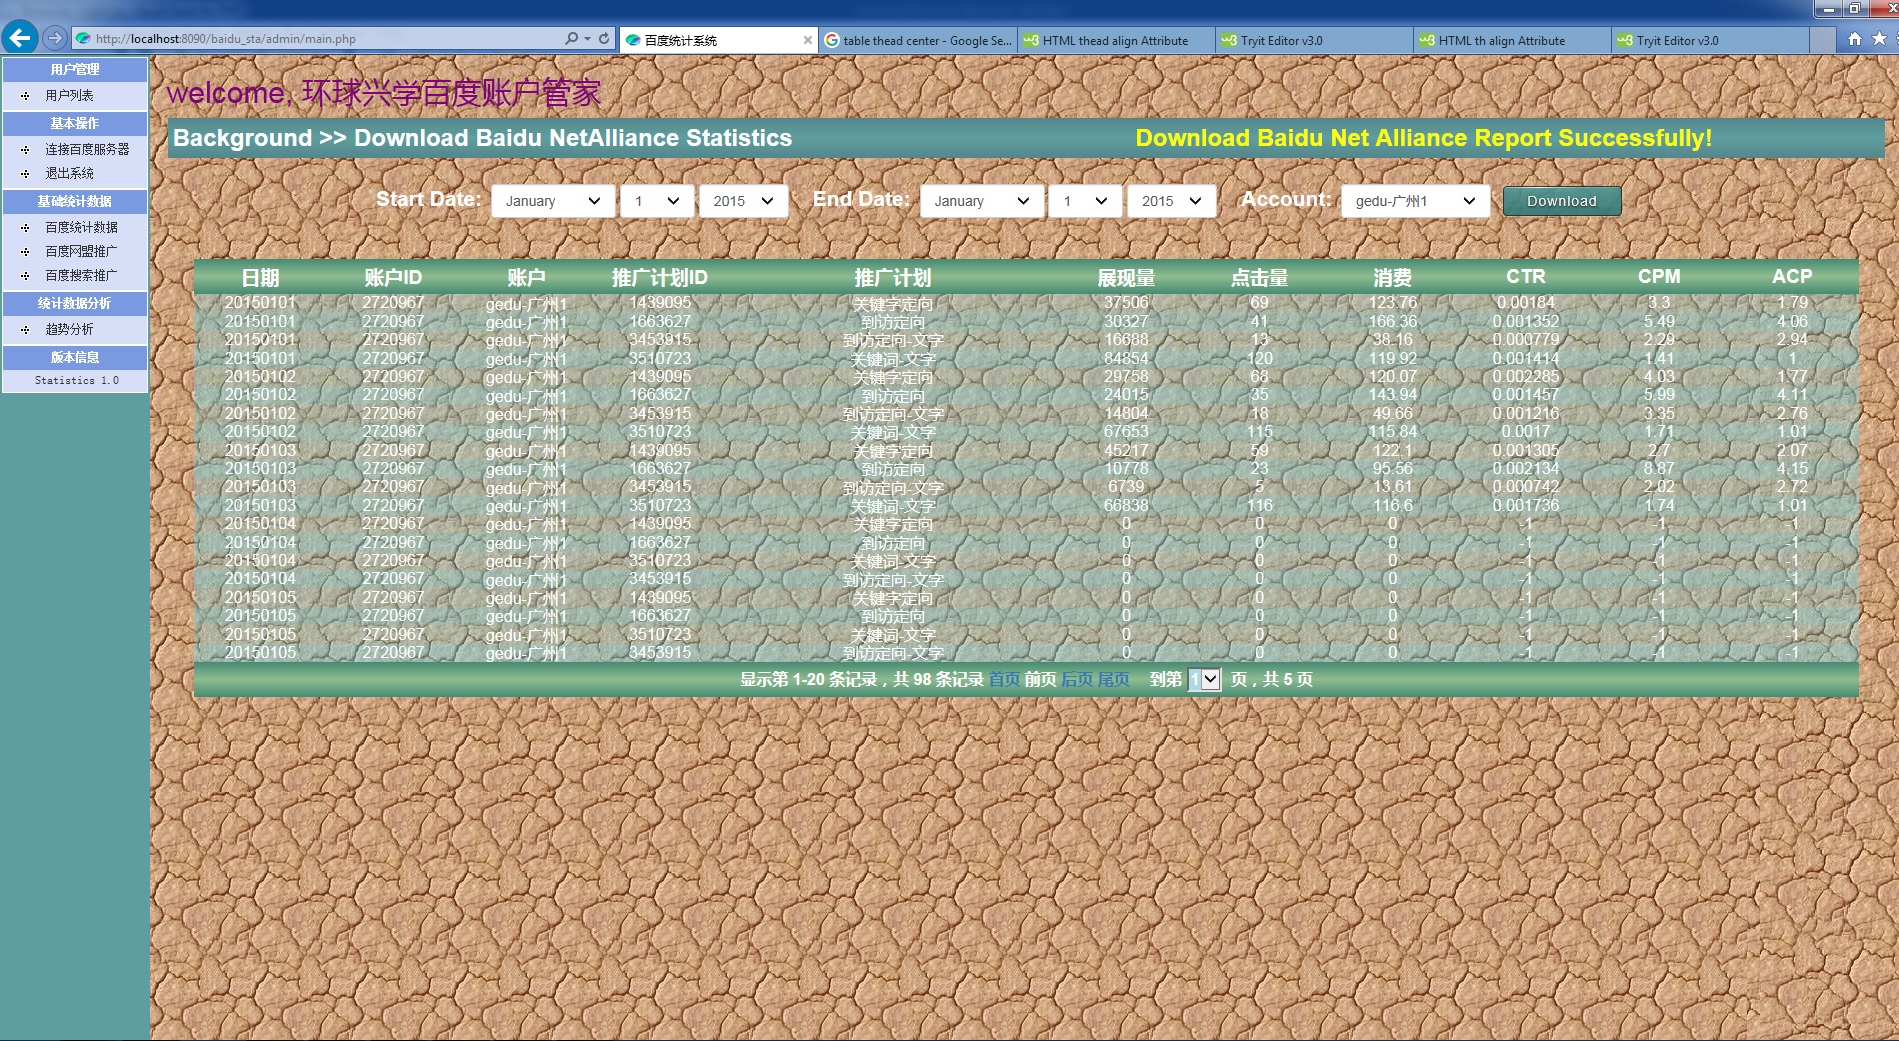 http://localhost:8090/baidu_sta/admin/main.php
百度统计系统
table thead center - Google Se...
HTML thead align Attribute
Tryit Editor v3.0
HTML th align Attribute
Tryit Editor v3.0
用户管理
用户列表
基本操作
连接百度服务器
退出系统
基础统计数据
百度统计数据
百度网盟推广
百度搜索推广
统计数据分析
趋势分析
版本信息
Statistics 1.0
welcome, 环球兴学百度账户管家
Background >> Download Baidu NetAlliance Statistics
Download Baidu Net Alliance Report Successfully!
Start Date: January 1 2015 End Date: January 1 2015 Account: gedu-广州1 Download
日期 账户ID 账户 推广计划ID 推广计划 展现量 点击量 消费 CTR CPM ACP
20150101 2720967 gedu-广州1 1439095 关键字定向 37506 69 123.76 0.00184 3.3 1.79
20150101 2720967 gedu-广州1 1663627 到访定向 30327 41 166.36 0.001352 5.49 4.06
20150101 2720967 gedu-广州1 3453915 到访定向-文字 16688 13 38.16 0.000779 2.29 2.94
20150101 2720967 gedu-广州1 3510723 关键词-文字 84854 120 119.92 0.001414 1.41 1
20150102 2720967 gedu-广州1 1439095 关键字定向 29758 68 120.07 0.002285 4.03 1.77
20150102 2720967 gedu-广州1 1663627 到访定向 24015 35 143.94 0.001457 5.99 4.11
20150102 2720967 gedu-广州1 3453915 到访定向-文字 14804 18 49.66 0.001216 3.35 2.76
20150102 2720967 gedu-广州1 3510723 关键词-文字 67653 115 115.84 0.0017 1.71 1.01
20150103 2720967 gedu-广州1 1439095 关键字定向 45217 59 122.1 0.001305 2.7 2.07
20150103 2720967 gedu-广州1 1663627 到访定向 10778 23 95.56 0.002134 8.87 4.15
20150103 2720967 gedu-广州1 3453915 到访定向-文字 6739 5 13.61 0.000742 2.02 2.72
20150103 2720967 gedu-广州1 3510723 关键词-文字 66838 116 116.6 0.001736 1.74 1.01
20150104 2720967 gedu-广州1 1439095 关键字定向 0 0 0 -1 -1 -1
20150104 2720967 gedu-广州1 1663627 到访定向 0 0 0 -1 -1 -1
20150104 2720967 gedu-广州1 3510723 关键词-文字 0 0 0 -1 -1 -1
20150104 2720967 gedu-广州1 3453915 到访定向-文字 0 0 0 -1 -1 -1
20150105 2720967 gedu-广州1 1439095 关键字定向 0 0 0 -1 -1 -1
20150105 2720967 gedu-广州1 1663627 到访定向 0 0 0 -1 -1 -1
20150105 2720967 gedu-广州1 3510723 关键词-文字 0 0 0 -1 -1 -1
20150105 2720967 gedu-广州1 3453915 到访定向-文字 0 0 0 -1 -1 -1
显示第 1-20 条记录，共 98 条记录 首页 前页 后页 尾页 到第 1 页，共 5 页